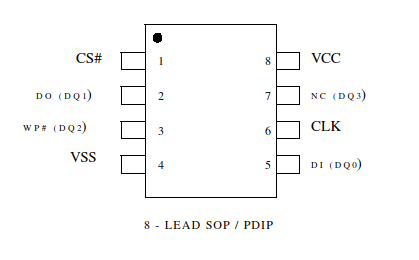 CS# 1 8 VCC
DO (DQ1) 2 7 NC (DQ3)
WP# (DQ2) 3 6 CLK
VSS 4 5 DI (DQ0)
8 - LEAD SOP / PDIP